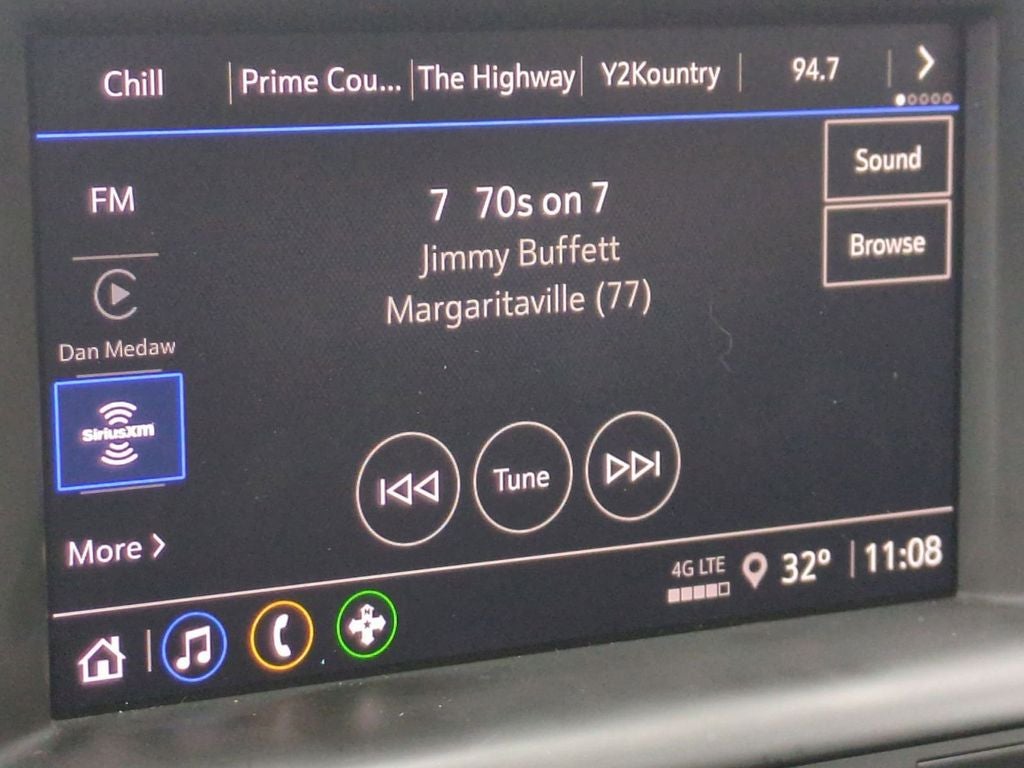 Chill Prime Cou... The Highway Y2Kountry 94.7
Sound
FM
7 70s on 7
Browse
Jimmy Buffett
Margaritaville (77)
Dan Medaw
SiriusXM
Tune
More
4G LTE 32° 11:08
N